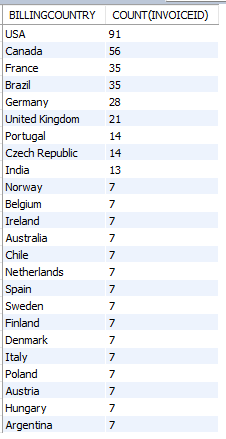 BILLINGCOUNTRY COUNT(INVOICEID)
USA 91
Canada 56
France 35
Brazil 35
Germany 28
United Kingdom 21
Portugal 14
Czech Republic 14
India 13
Norway 7
Belgium 7
Ireland 7
Australia 7
Chile 7
Netherlands 7
Spain 7
Sweden 7
Finland 7
Denmark 7
Italy 7
Poland 7
Austria 7
Hungary 7
Argentina 7